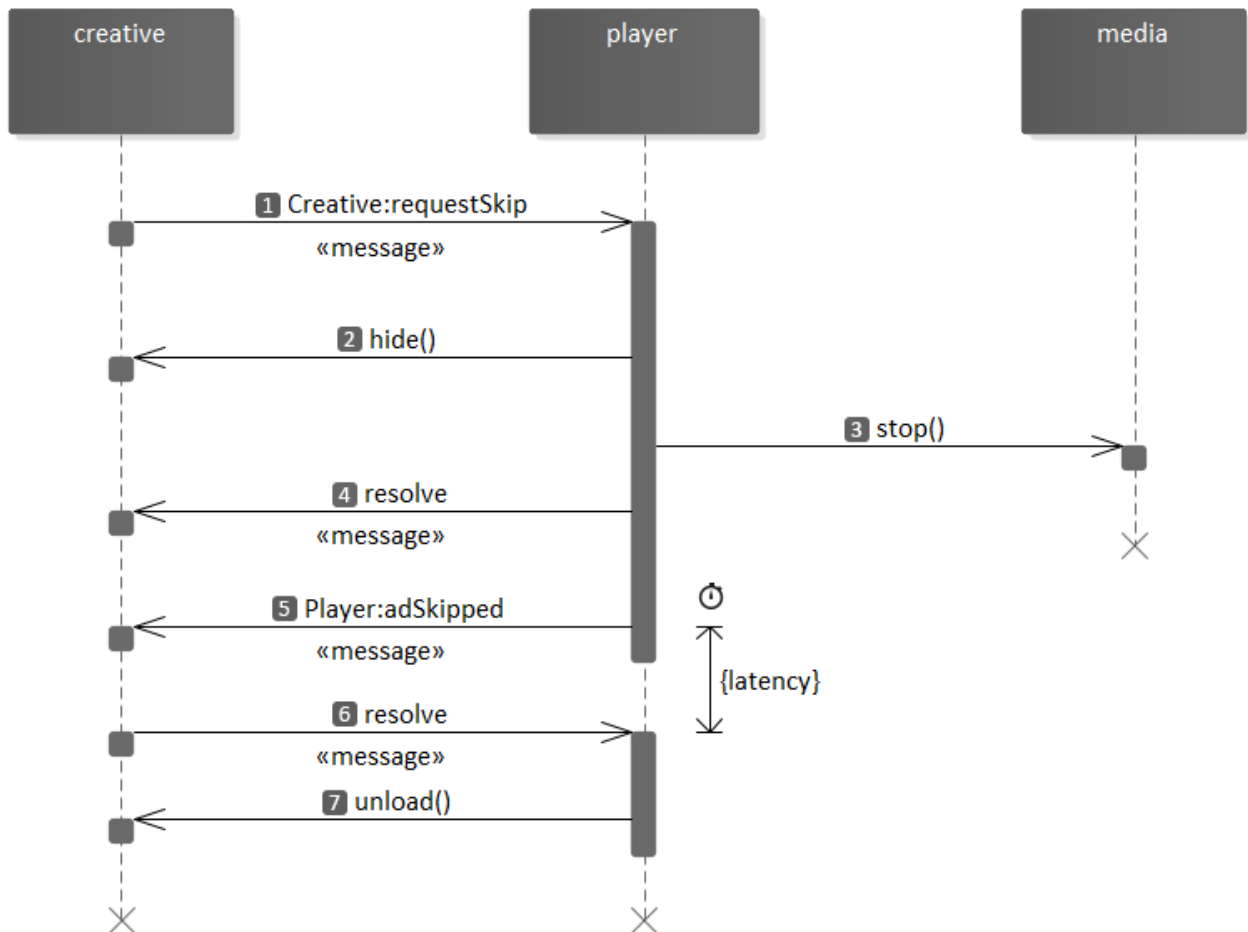 creative
player
media
1 Creative:requestSkip
«message»
2 hide()
3 stop()
4 resolve
«message»
5 Player:adSkipped
«message»
{latency}
6 resolve
«message»
7 unload()